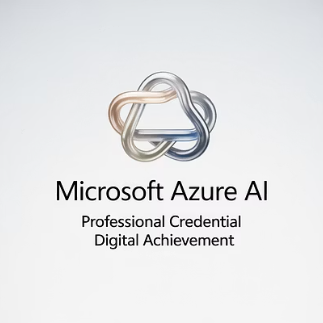 Microsoft Azure AI
Professional Credential
Digital Achievement